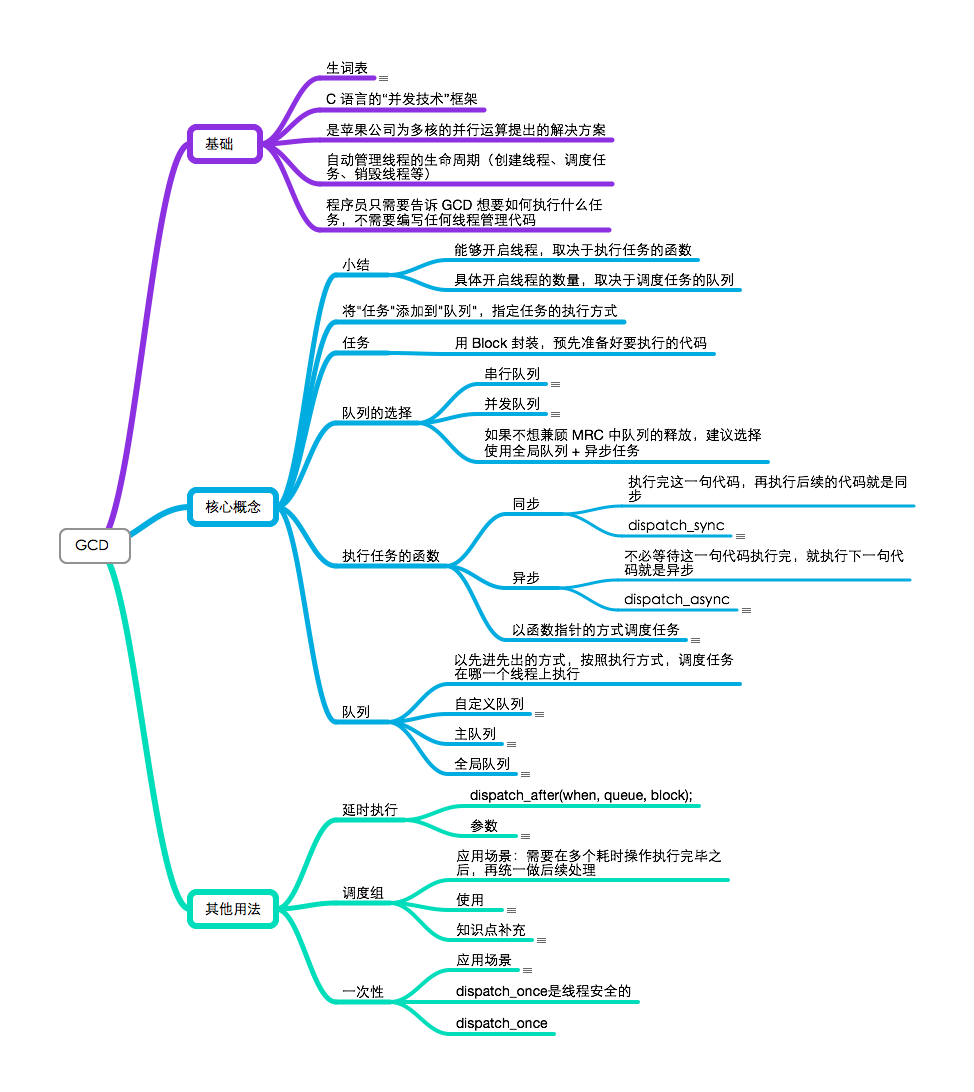 GCD
基础
生词表
C 语言的“并发技术”框架
是苹果公司为多核的并行运算提出的解决方案
自动管理线程的生命周期（创建线程、调度任
务、销毁线程等）
程序员只需要告诉 GCD 想要如何执行什么任
务，不需要编写任何线程管理代码
核心概念
小结
能够开启线程，取决于执行任务的函数
具体开启线程的数量，取决于调度任务的队列
将"任务"添加到"队列"，指定任务的执行方式
任务
用 Block 封装，预先准备好要执行的代码
队列的选择
串行队列
并发队列
如果不想兼顾 MRC 中队列的释放，建议选择
使用全局队列 + 异步任务
执行任务的函数
同步
执行完这一句代码，再执行后续的代码就是同
步
dispatch_sync
异步
不必等待这一句代码执行完，就执行下一句代
码就是异步
dispatch_async
以函数指针的方式调度任务
队列
以先进先出的方式，按照执行方式，调度任务
在哪一个线程上执行
自定义队列
主队列
全局队列
其他用法
延时执行
dispatch_after(when, queue, block);
参数
调度组
应用场景：需要在多个耗时操作执行完毕之
后，再统一做后续处理
使用
知识点补充
一次性
应用场景
dispatch_once是线程安全的
dispatch_once